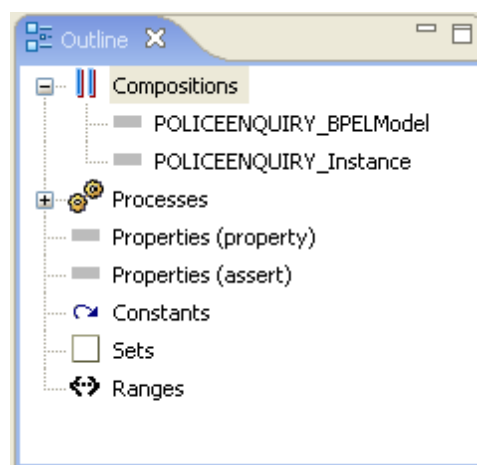 Outline
Compositions
POLICEENQUIRY_BPELModel
POLICEENQUIRY_Instance
Processes
Properties (property)
Properties (assert)
Constants
Sets
Ranges